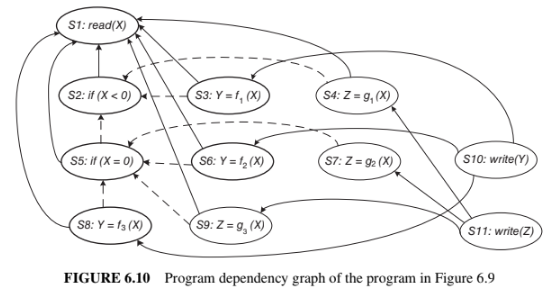 S1: read(X)
S2: if (X < 0)
S3: Y = f₁ (X)
S4: Z = g₁ (X)
S5: if (X = 0)
S6: Y = f₂ (X)
S7: Z = g₂ (X)
S10: write(Y)
S8: Y = f₃ (X)
S9: Z = g₃ (X)
S11: write(Z)
FIGURE 6.10 Program dependency graph of the program in Figure 6.9